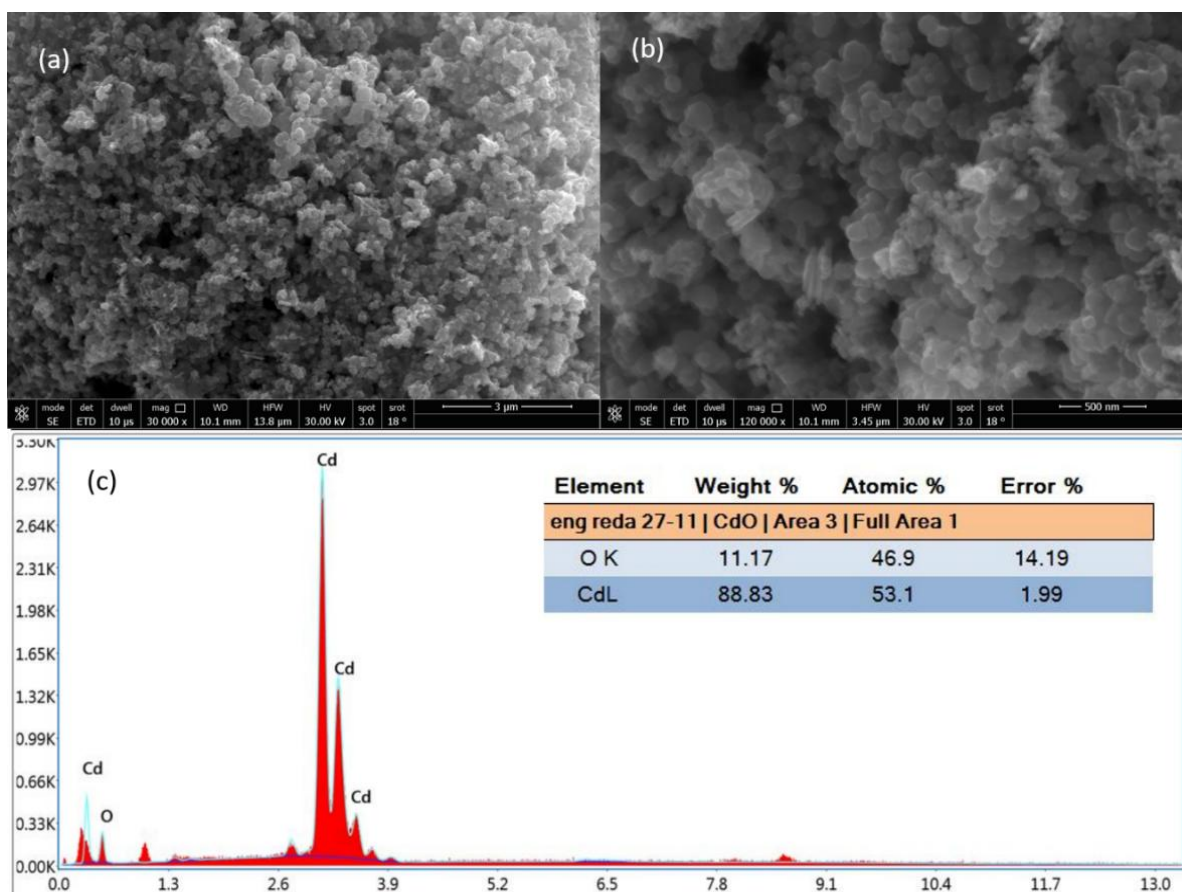 (a)
(b)
mode det dwell mag WD HFW HV spot srot
SE ETD 10 µs 30 000 x 10.1 mm 13.8 µm 30.00 kV 3.0 18 °
3 µm
mode det dwell mag WD HFW HV spot srot
SE ETD 10 µs 120 000 x 10.1 mm 3.45 µm 30.00 kV 3.0 18 °
500 nm
(c)
3.30K
2.97K
2.64K
2.31K
1.98K
1.65K
1.32K
0.99K
0.66K
0.33K
0.00K
Cd
Cd
Cd
Cd
O
Element Weight % Atomic % Error %
eng reda 27-11 | CdO | Area 3 | Full Area 1
O K 11.17 46.9 14.19
CdL 88.83 53.1 1.99
0.0 1.3 2.6 3.9 5.2 6.5 7.8 9.1 10.4 11.7 13.0